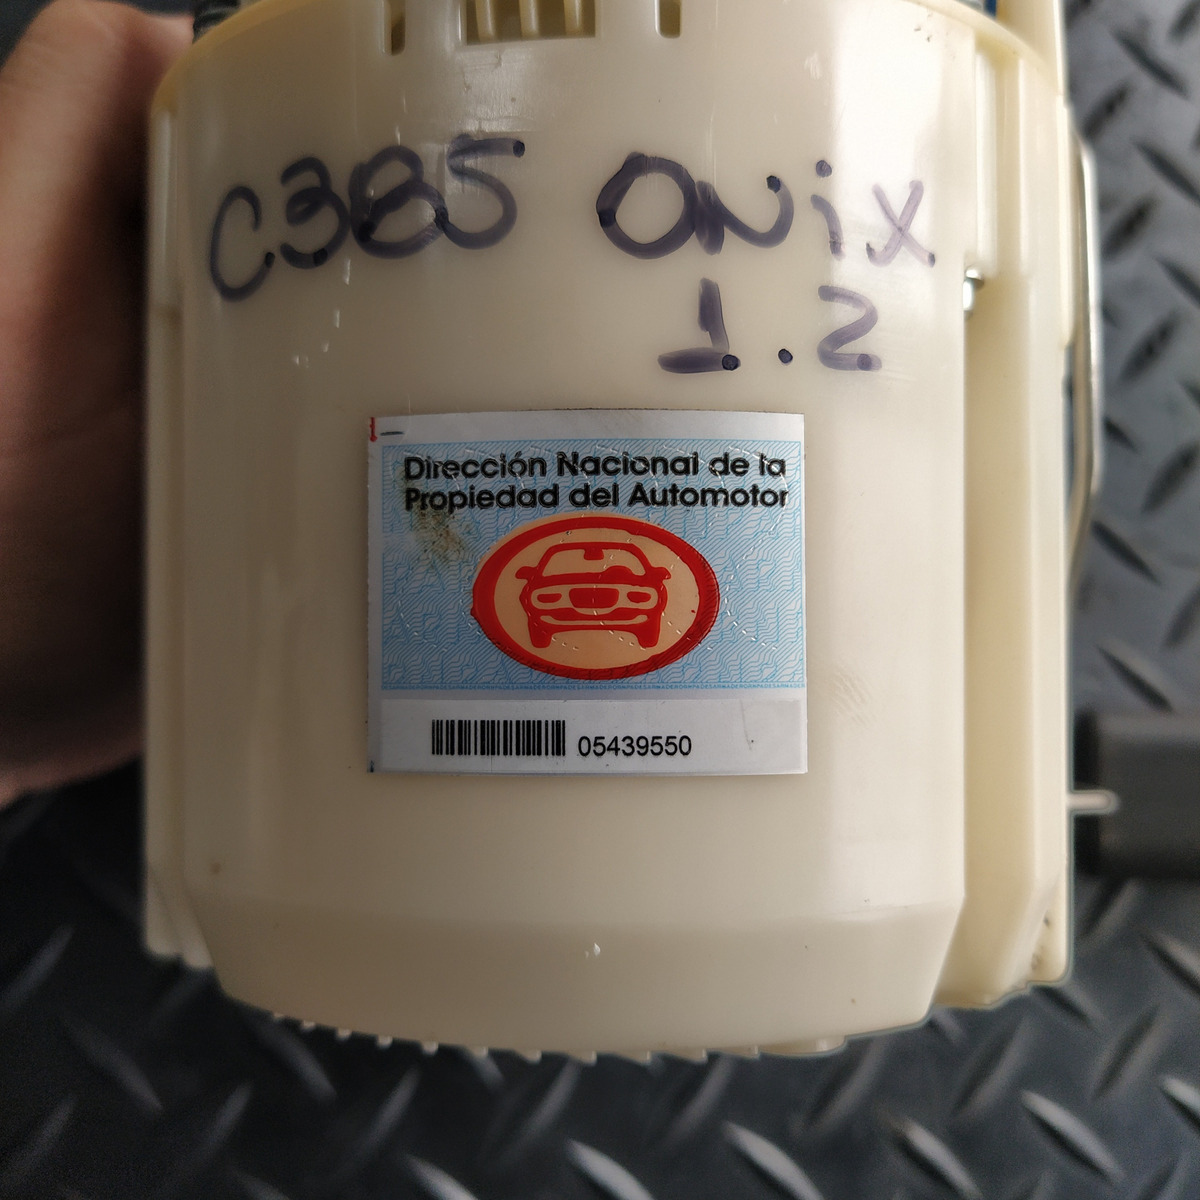 C385 ONix
1.2
Dirección Nacional de la
Propiedad del Automotor
05439550